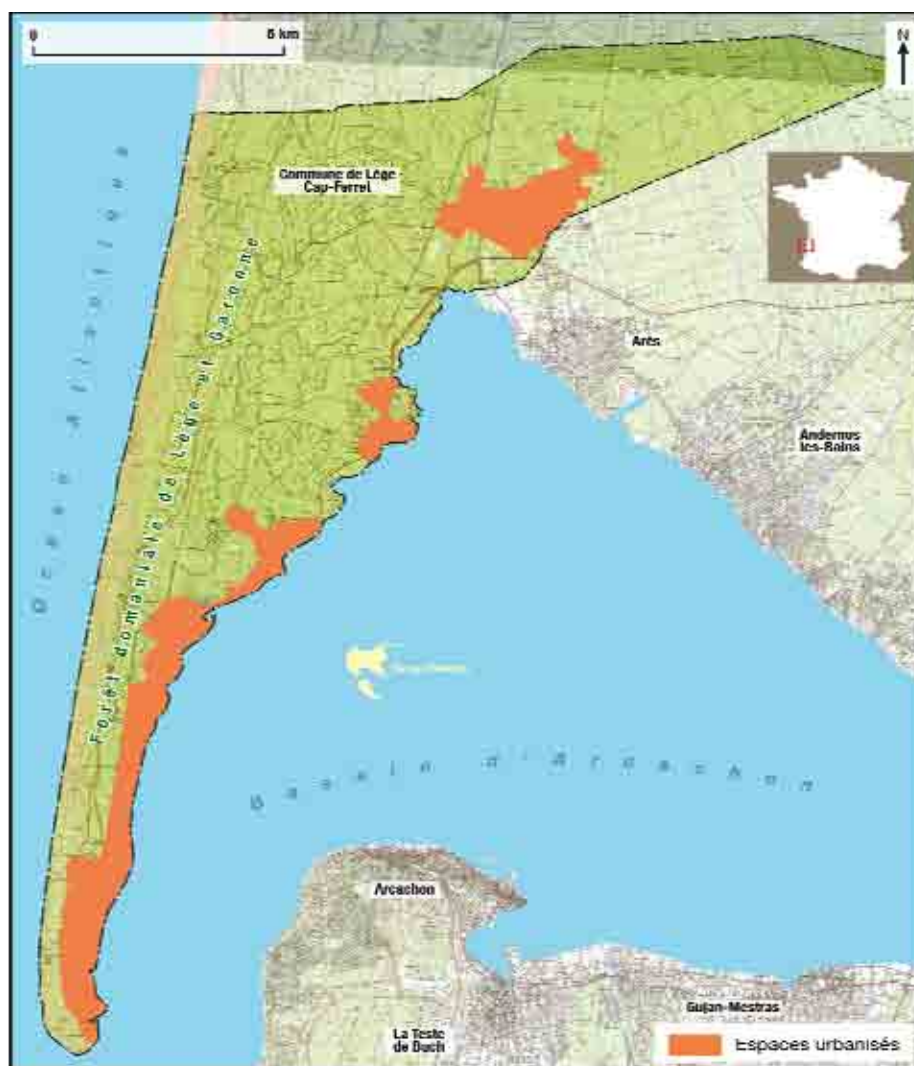 0
5 km
N
Commune de Lège
Cap-Ferret
Océan Atlantique
Forêt domaniale de Lège et Garonne
Arès
Andernos
les-Bains
Bassin d'Arcachon
Arcachon
La Teste
de Buch
Gujan-Mestras
Espaces urbanisés